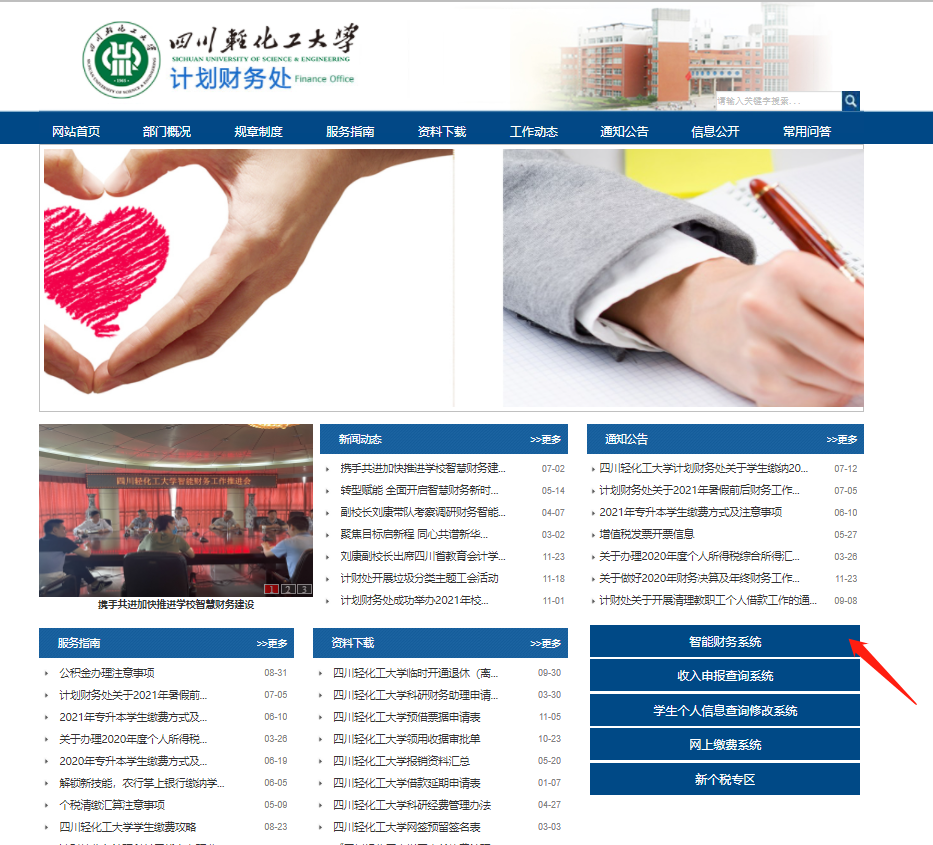 四川輕化工大學
SICHUAN UNIVERSITY OF SCIENCE & ENGINEERING
计划财务处 Finance Office
请输入关键字搜索...
网站首页 部门概况 规章制度 服务指南 资料下载 工作动态 通知公告 信息公开 常用问答
四川轻化工大学智能财务工作推进会
1 2 3
携手共进加快推进学校智慧财务建设
新闻动态 >>更多
携手共进加快推进学校智慧财务建... 07-02
转型赋能 全面开启智慧财务新时... 05-14
副校长刘康带队考察调研财务智能... 04-07
聚焦目标启新程 同心共谱新华... 03-02
刘康副校长出席四川省教育会计学... 11-23
计财处开展垃圾分类主题工会活动 11-18
计划财务处成功举办2021年校... 11-01
通知公告 >>更多
四川轻化工大学计划财务处关于学生缴纳20... 07-12
计划财务处关于2021年暑假前后财务工作... 07-05
2021年专升本学生缴费方式及注意事项 06-10
增值税发票开票信息 05-27
关于办理2020年度个人所得税综合所得汇... 03-26
关于做好2020年财务决算及年终财务工作... 11-23
计财处关于开展清理教职工个人借款工作的通... 09-08
服务指南 >>更多
公积金办理注意事项 08-31
计划财务处关于2021年暑假前... 07-05
2021年专升本学生缴费方式及... 06-10
关于办理2020年度个人所得税... 03-26
2020年专升本学生缴费方式及... 06-19
解锁新技能，农行掌上银行缴纳学... 06-05
个税清缴汇算注意事项 05-09
四川轻化工大学学生缴费攻略 08-23
资料下载 >>更多
四川轻化工大学临时开通退休（离... 09-30
四川轻化工大学科研财务助理申请... 03-30
四川轻化工大学预借票据申请表 11-05
四川轻化工大学领用收据审批单 10-23
四川轻化工大学报销资料汇总 05-20
四川轻化工大学借款延期申请表 01-07
四川轻化工大学科研经费管理办法 04-27
四川轻化工大学网签预留签名表 03-03
智能财务系统
收入申报查询系统
学生个人信息查询修改系统
网上缴费系统
新个税专区